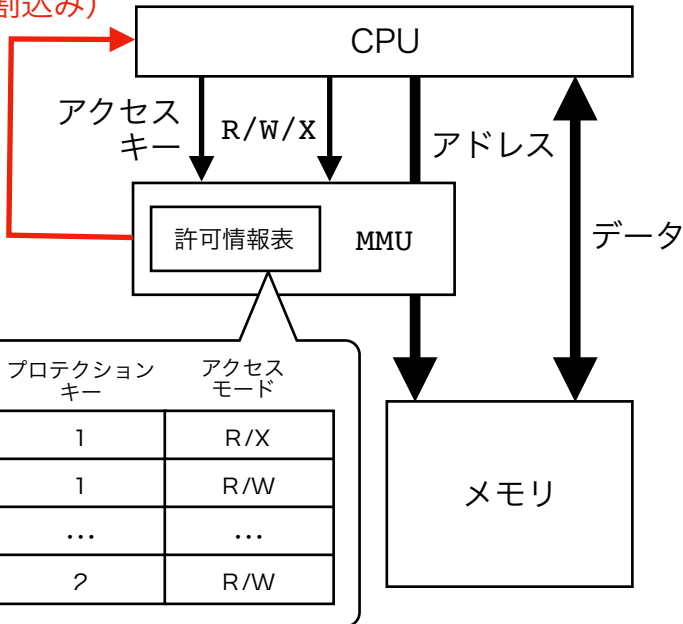 割込み)
CPU
アクセス
キー
R/W/X
アドレス
データ
許可情報表
MMU
プロテクション
キー
アクセス
モード
1
R/X
1
R/W
...
...
?
R/W
メモリ